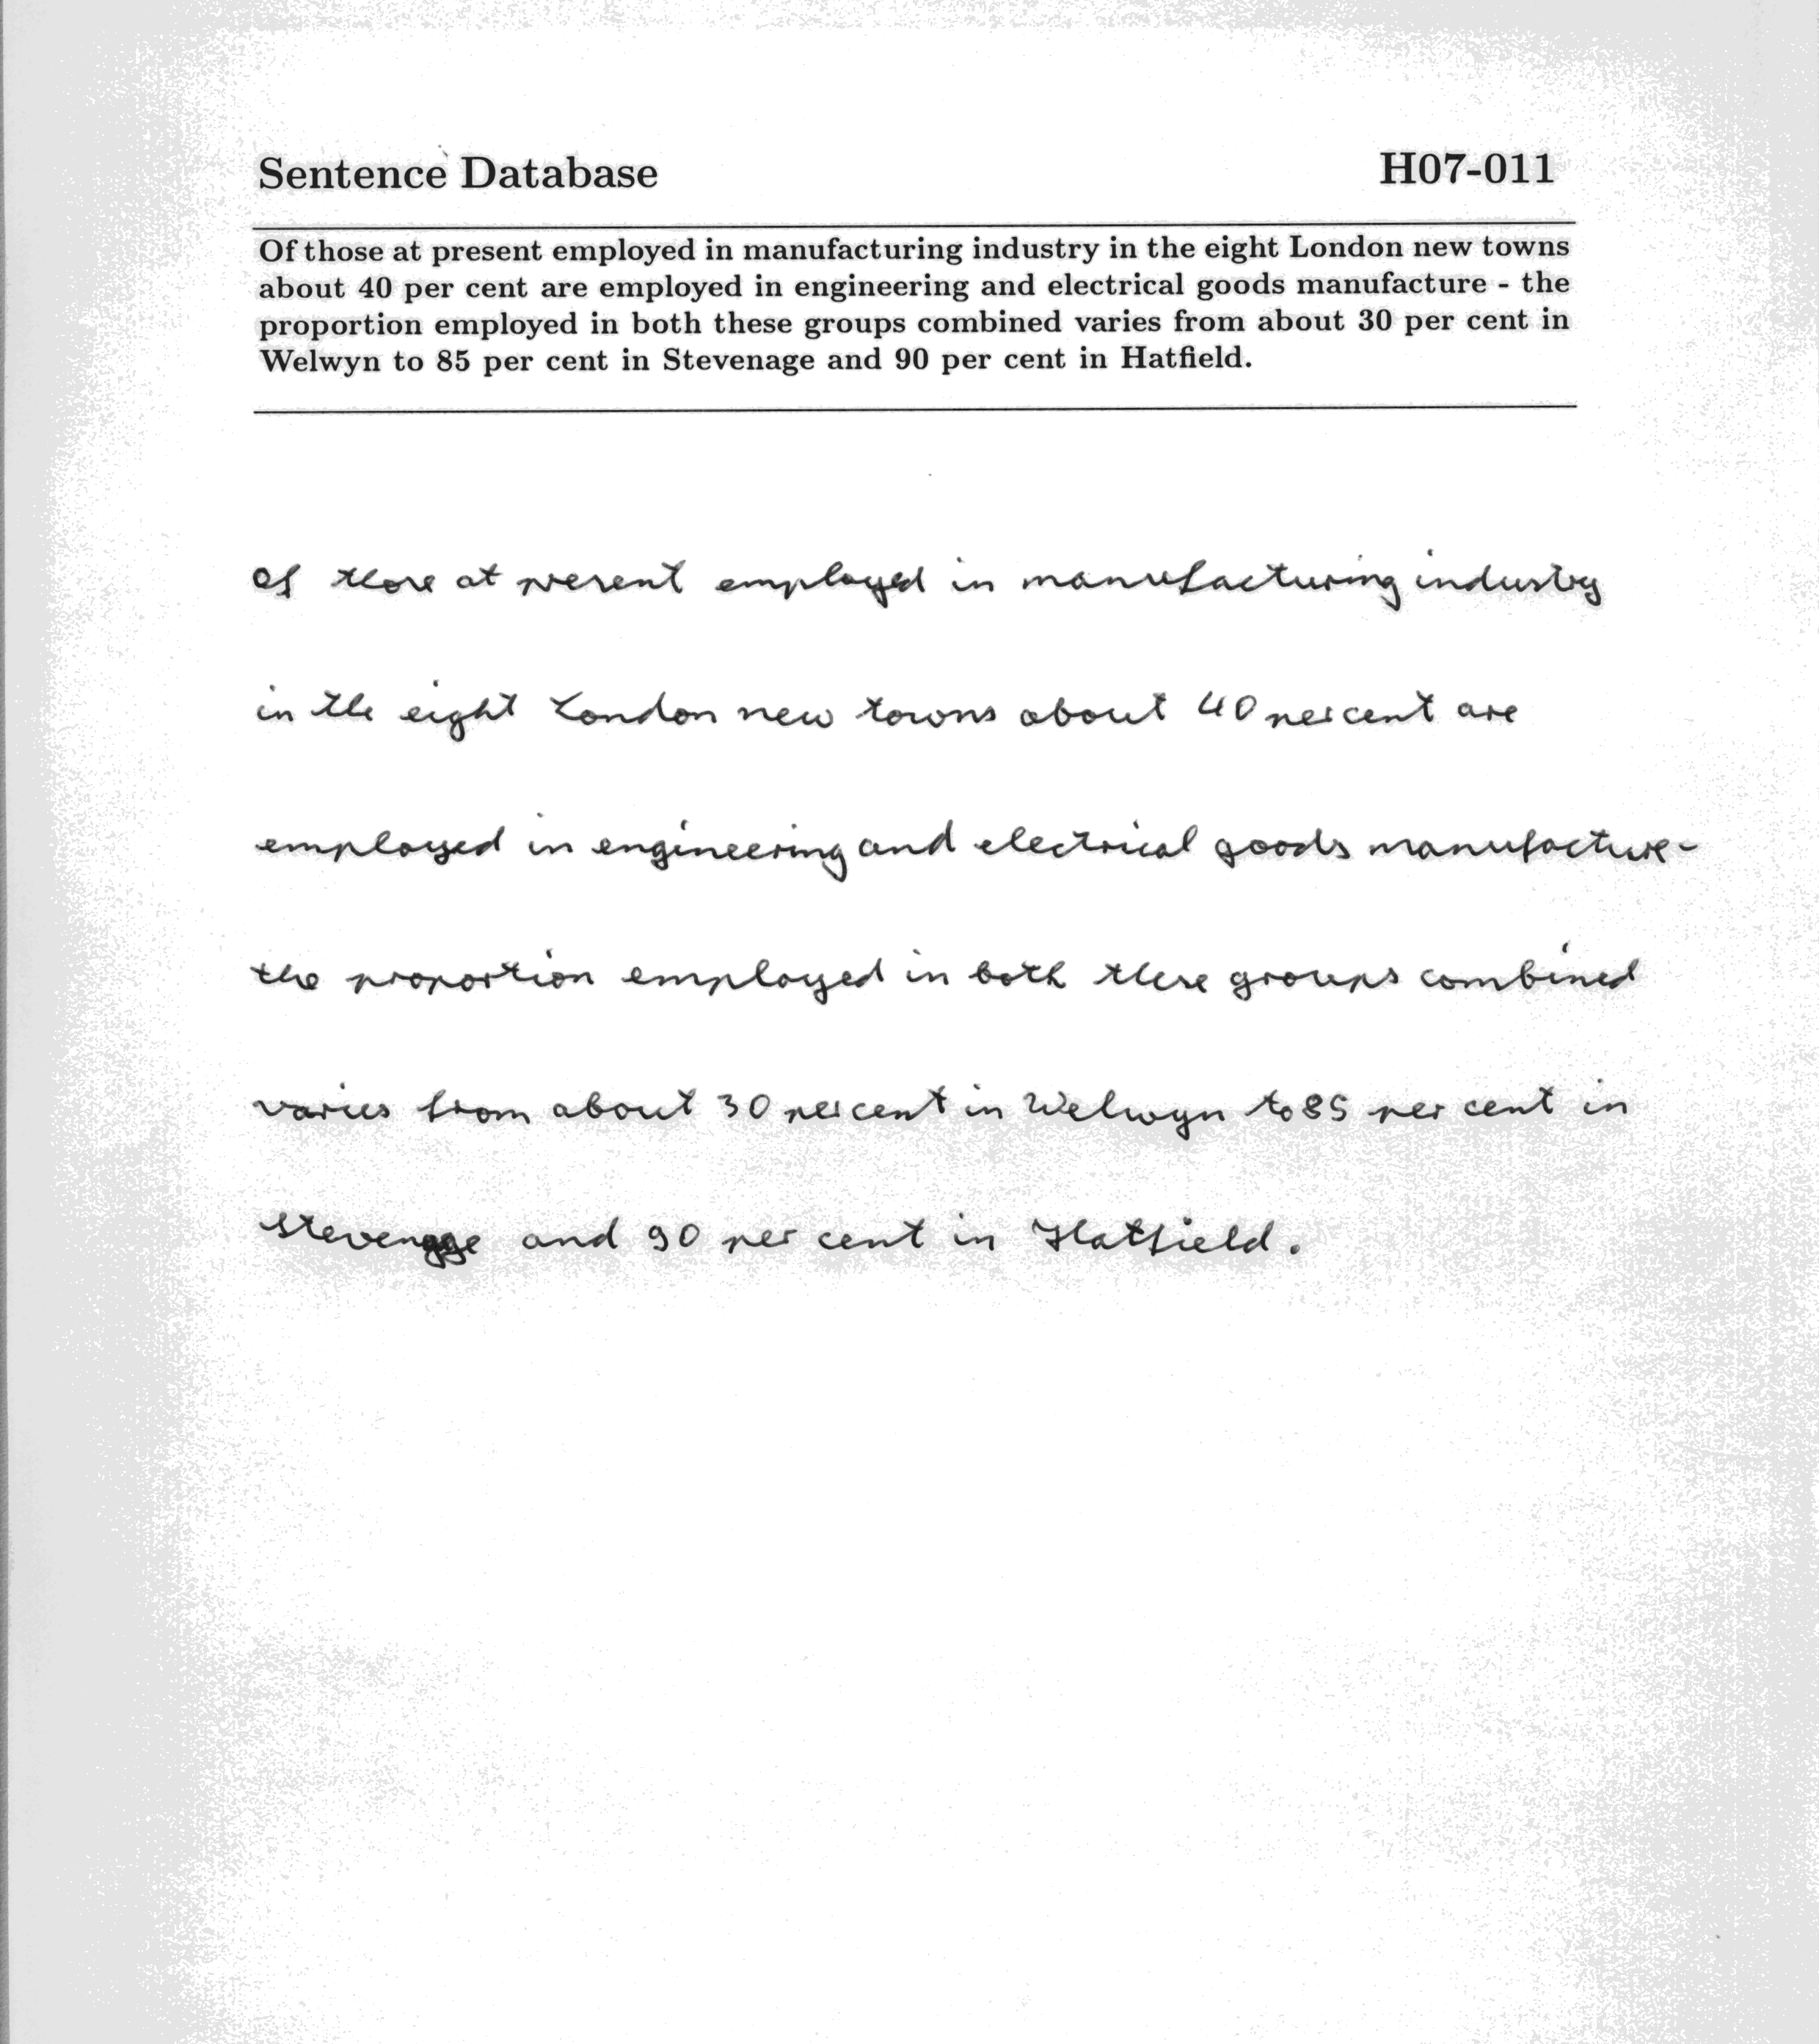 Sentence Database H07-011
Of those at present employed in manufacturing industry in the eight London new towns
about 40 per cent are employed in engineering and electrical goods manufacture - the
proportion employed in both these groups combined varies from about 30 per cent in
Welwyn to 85 per cent in Stevenage and 90 per cent in Hatfield.
Of those at present employed in manufacturing industry
in the eight London new towns about 40 per cent are
employed in engineering and electrical goods manufacture -
the proportion employed in both these groups combined
varies from about 30 per cent in Welwyn to 85 per cent in
Stevenage and 90 per cent in Hatfield.